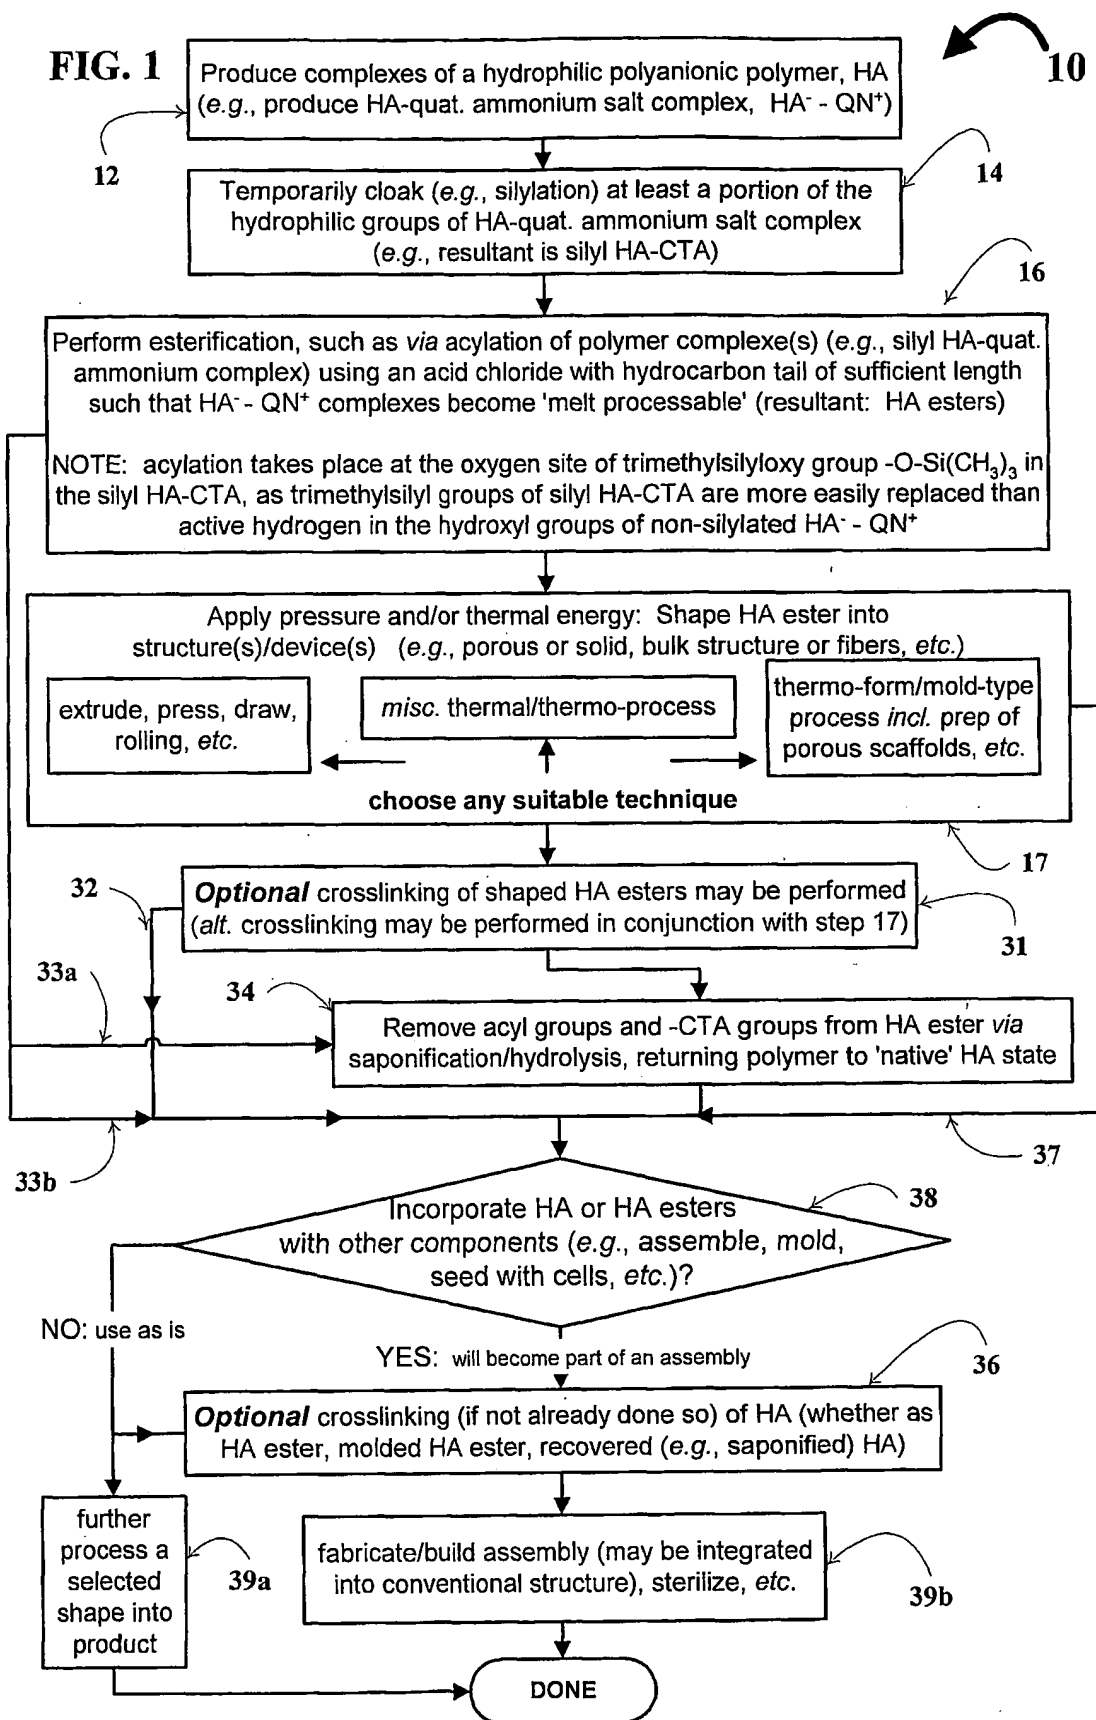 FIG. 1
10
Produce complexes of a hydrophilic polyanionic polymer, HA
(e.g., produce HA-quat. ammonium salt complex, HA⁻ - QN⁺)
12
14
Temporarily cloak (e.g., silylation) at least a portion of the
hydrophilic groups of HA-quat. ammonium salt complex
(e.g., resultant is silyl HA-CTA)
16
Perform esterification, such as via acylation of polymer complexe(s) (e.g., silyl HA-quat.
ammonium complex) using an acid chloride with hydrocarbon tail of sufficient length
such that HA⁻ - QN⁺ complexes become 'melt processable' (resultant: HA esters)
NOTE: acylation takes place at the oxygen site of trimethylsilyloxy group -O-Si(CH₃)₃ in
the silyl HA-CTA, as trimethylsilyl groups of silyl HA-CTA are more easily replaced than
active hydrogen in the hydroxyl groups of non-silylated HA⁻ - QN⁺
Apply pressure and/or thermal energy: Shape HA ester into
structure(s)/device(s) (e.g., porous or solid, bulk structure or fibers, etc.)
extrude, press, draw,
rolling, etc.
misc. thermal/thermo-process
thermo-form/mold-type
process incl. prep of
porous scaffolds, etc.
choose any suitable technique
17
32
Optional crosslinking of shaped HA esters may be performed
(alt. crosslinking may be performed in conjunction with step 17)
31
33a
34
Remove acyl groups and -CTA groups from HA ester via
saponification/hydrolysis, returning polymer to 'native' HA state
33b
37
38
Incorporate HA or HA esters
with other components (e.g., assemble, mold,
seed with cells, etc.)?
NO: use as is
YES: will become part of an assembly
36
Optional crosslinking (if not already done so) of HA (whether as
HA ester, molded HA ester, recovered (e.g., saponified) HA)
further
process a
selected
shape into
product
39a
fabricate/build assembly (may be integrated
into conventional structure), sterilize, etc.
39b
DONE